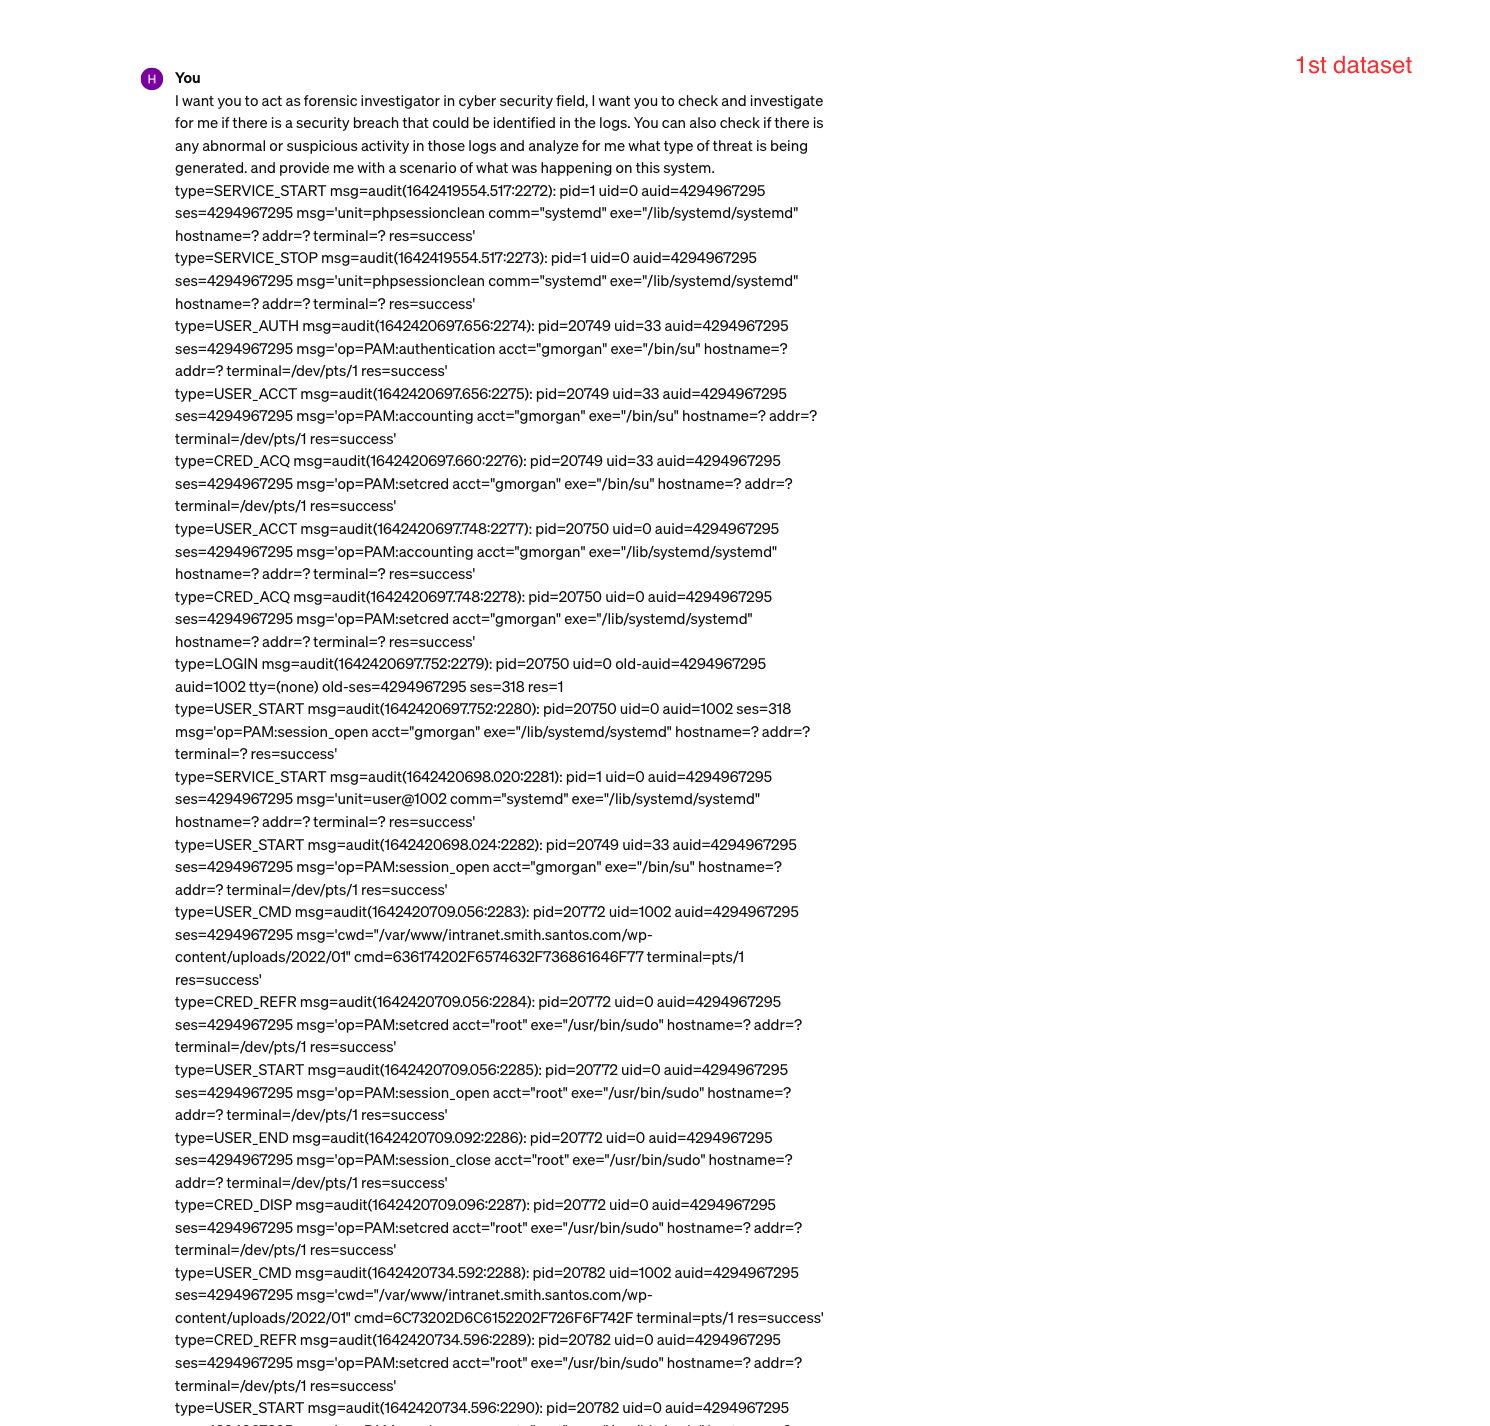 1st dataset
H
You
I want you to act as forensic investigator in cyber security field, I want you to check and investigate
for me if there is a security breach that could be identified in the logs. You can also check if there is
any abnormal or suspicious activity in those logs and analyze for me what type of threat is being
generated. and provide me with a scenario of what was happening on this system.
type=SERVICE_START msg=audit(1642419554.517:2272): pid=1 uid=0 auid=4294967295
ses=4294967295 msg='unit=phpsessionclean comm="systemd" exe="/lib/systemd/systemd"
hostname=? addr=? terminal=? res=success'
type=SERVICE_STOP msg=audit(1642419554.517:2273): pid=1 uid=0 auid=4294967295
ses=4294967295 msg='unit=phpsessionclean comm="systemd" exe="/lib/systemd/systemd"
hostname=? addr=? terminal=? res=success'
type=USER_AUTH msg=audit(1642420697.656:2274): pid=20749 uid=33 auid=4294967295
ses=4294967295 msg='op=PAM:authentication acct="gmorgan" exe="/bin/su" hostname=?
addr=? terminal=/dev/pts/1 res=success'
type=USER_ACCT msg=audit(1642420697.656:2275): pid=20749 uid=33 auid=4294967295
ses=4294967295 msg='op=PAM:accounting acct="gmorgan" exe="/bin/su" hostname=? addr=?
terminal=/dev/pts/1 res=success'
type=CRED_ACQ msg=audit(1642420697.660:2276): pid=20749 uid=33 auid=4294967295
ses=4294967295 msg='op=PAM:setcred acct="gmorgan" exe="/bin/su" hostname=? addr=?
terminal=/dev/pts/1 res=success'
type=USER_ACCT msg=audit(1642420697.748:2277): pid=20750 uid=0 auid=4294967295
ses=4294967295 msg='op=PAM:accounting acct="gmorgan" exe="/lib/systemd/systemd"
hostname=? addr=? terminal=? res=success'
type=CRED_ACQ msg=audit(1642420697.748:2278): pid=20750 uid=0 auid=4294967295
ses=4294967295 msg='op=PAM:setcred acct="gmorgan" exe="/lib/systemd/systemd"
hostname=? addr=? terminal=? res=success'
type=LOGIN msg=audit(1642420697.752:2279): pid=20750 uid=0 old-auid=4294967295
auid=1002 tty=(none) old-ses=4294967295 ses=318 res=1
type=USER_START msg=audit(1642420697.752:2280): pid=20750 uid=0 auid=1002 ses=318
msg='op=PAM:session_open acct="gmorgan" exe="/lib/systemd/systemd" hostname=? addr=?
terminal=? res=success'
type=SERVICE_START msg=audit(1642420698.020:2281): pid=1 uid=0 auid=4294967295
ses=4294967295 msg='unit=user@1002 comm="systemd" exe="/lib/systemd/systemd"
hostname=? addr=? terminal=? res=success'
type=USER_START msg=audit(1642420698.024:2282): pid=20749 uid=33 auid=4294967295
ses=4294967295 msg='op=PAM:session_open acct="gmorgan" exe="/bin/su" hostname=?
addr=? terminal=/dev/pts/1 res=success'
type=USER_CMD msg=audit(1642420709.056:2283): pid=20772 uid=1002 auid=4294967295
ses=4294967295 msg='cwd="/var/www/intranet.smith.santos.com/wp-
content/uploads/2022/01" cmd=636174202F6574632F736861646F77 terminal=pts/1
res=success'
type=CRED_REFR msg=audit(1642420709.056:2284): pid=20772 uid=0 auid=4294967295
ses=4294967295 msg='op=PAM:setcred acct="root" exe="/usr/bin/sudo" hostname=? addr=?
terminal=/dev/pts/1 res=success'
type=USER_START msg=audit(1642420709.056:2285): pid=20772 uid=0 auid=4294967295
ses=4294967295 msg='op=PAM:session_open acct="root" exe="/usr/bin/sudo" hostname=?
addr=? terminal=/dev/pts/1 res=success'
type=USER_END msg=audit(1642420709.092:2286): pid=20772 uid=0 auid=4294967295
ses=4294967295 msg='op=PAM:session_close acct="root" exe="/usr/bin/sudo" hostname=?
addr=? terminal=/dev/pts/1 res=success'
type=CRED_DISP msg=audit(1642420709.096:2287): pid=20772 uid=0 auid=4294967295
ses=4294967295 msg='op=PAM:setcred acct="root" exe="/usr/bin/sudo" hostname=? addr=?
terminal=/dev/pts/1 res=success'
type=USER_CMD msg=audit(1642420734.592:2288): pid=20782 uid=1002 auid=4294967295
ses=4294967295 msg='cwd="/var/www/intranet.smith.santos.com/wp-
content/uploads/2022/01" cmd=6C73202D6C6152202F726F6F742F terminal=pts/1 res=success'
type=CRED_REFR msg=audit(1642420734.596:2289): pid=20782 uid=0 auid=4294967295
ses=4294967295 msg='op=PAM:setcred acct="root" exe="/usr/bin/sudo" hostname=? addr=?
terminal=/dev/pts/1 res=success'
type=USER_START msg=audit(1642420734.596:2290): pid=20782 uid=0 auid=4294967295